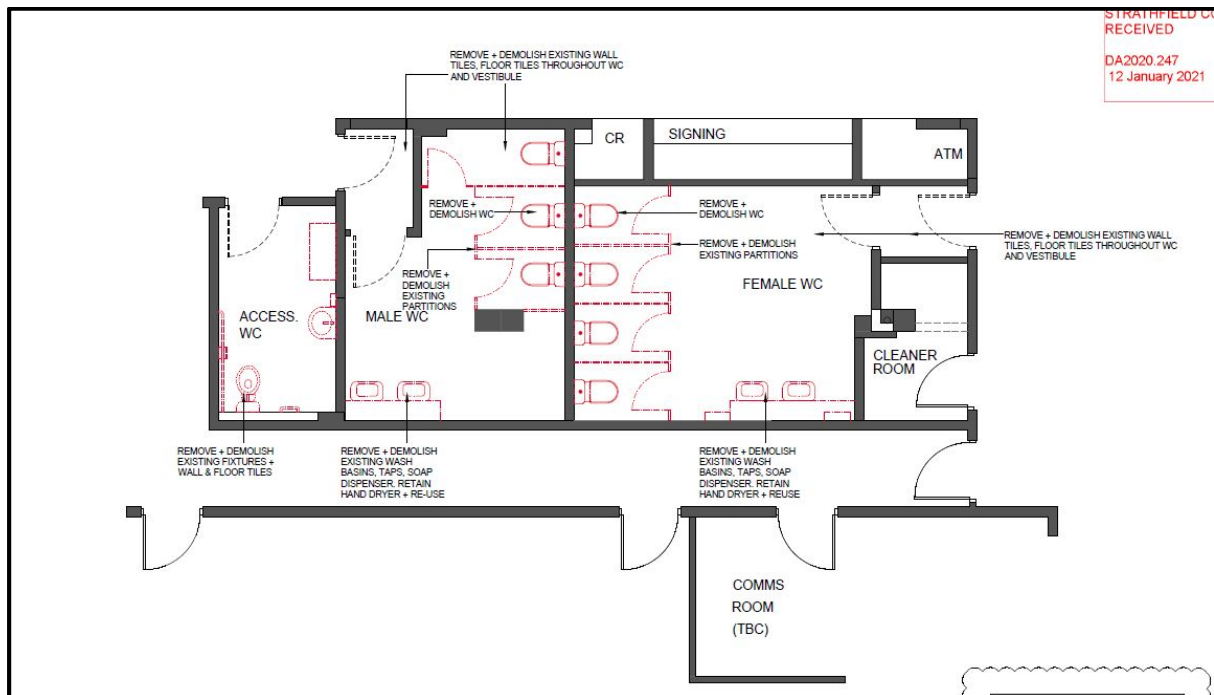 STRATHFIELD CO
RECEIVED
DA2020.247
12 January 2021
REMOVE + DEMOLISH EXISTING WALL
TILES, FLOOR TILES THROUGHOUT WC
AND VESTIBULE
CR
SIGNING
ATM
REMOVE +
DEMOLISH WC
REMOVE +
DEMOLISH WC
REMOVE + DEMOLISH
EXISTING PARTITIONS
REMOVE + DEMOLISH EXISTING WALL
TILES, FLOOR TILES THROUGHOUT WC
AND VESTIBULE
REMOVE +
DEMOLISH
EXISTING
PARTITIONS
FEMALE WC
ACCESS.
WC
MALE WC
CLEANER
ROOM
REMOVE + DEMOLISH
EXISTING FIXTURES +
WALL & FLOOR TILES
REMOVE + DEMOLISH
EXISTING WASH
BASINS, TAPS, SOAP
DISPENSER. RETAIN
HAND DRYER + RE-USE
REMOVE + DEMOLISH
EXISTING WASH
BASINS, TAPS, SOAP
DISPENSER. RETAIN
HAND DRYER + REUSE
COMMS
ROOM
(TBC)